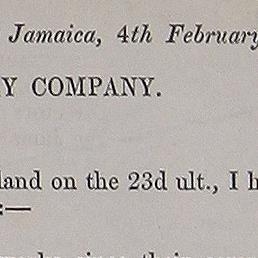 Jamaica, 4th February
Y COMPANY.
land on the 23d ult., I h
:—